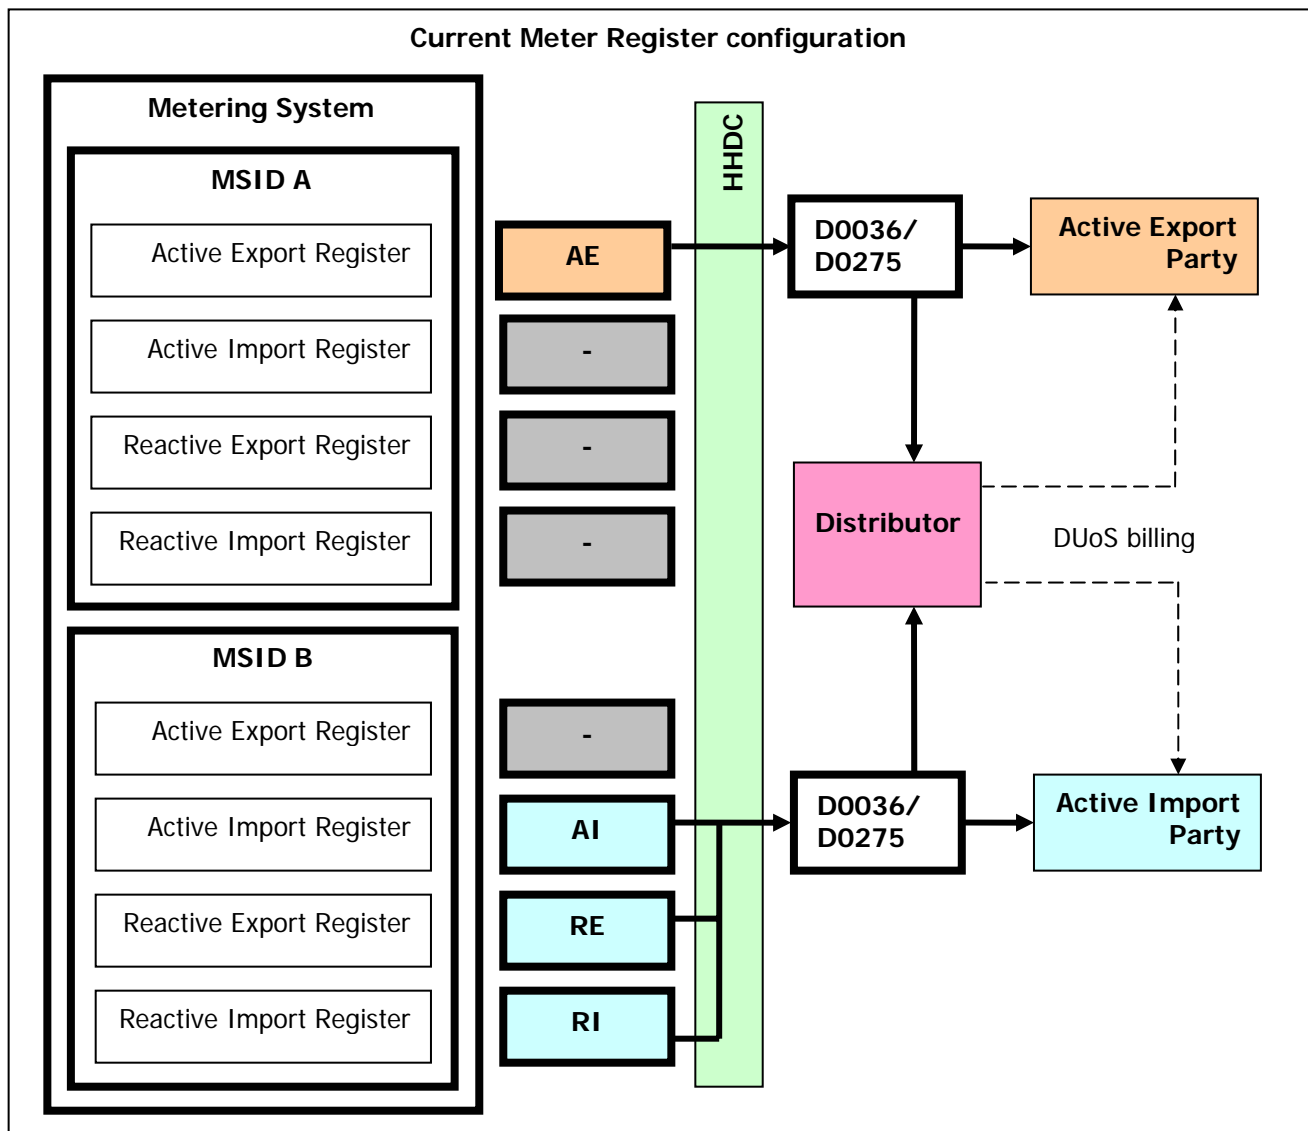 Current Meter Register configuration
Metering System
MSID A
Active Export Register
Active Import Register
Reactive Export Register
Reactive Import Register
MSID B
Active Export Register
Active Import Register
Reactive Export Register
Reactive Import Register
AE
-
-
-
-
AI
RE
RI
HHDC
D0036/
D0275
Active Export
Party
Distributor
DUoS billing
D0036/
D0275
Active Import
Party